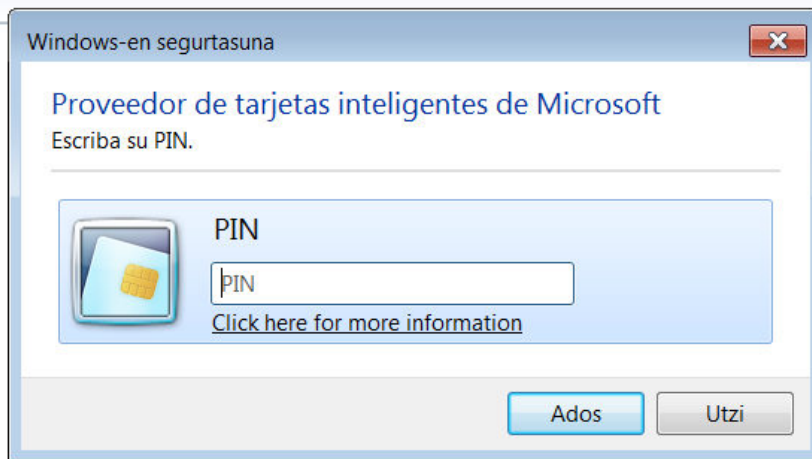 Windows-en segurtasuna
Proveedor de tarjetas inteligentes de Microsoft
Escriba su PIN.
PIN
PIN
Click here for more information
Ados
Utzi